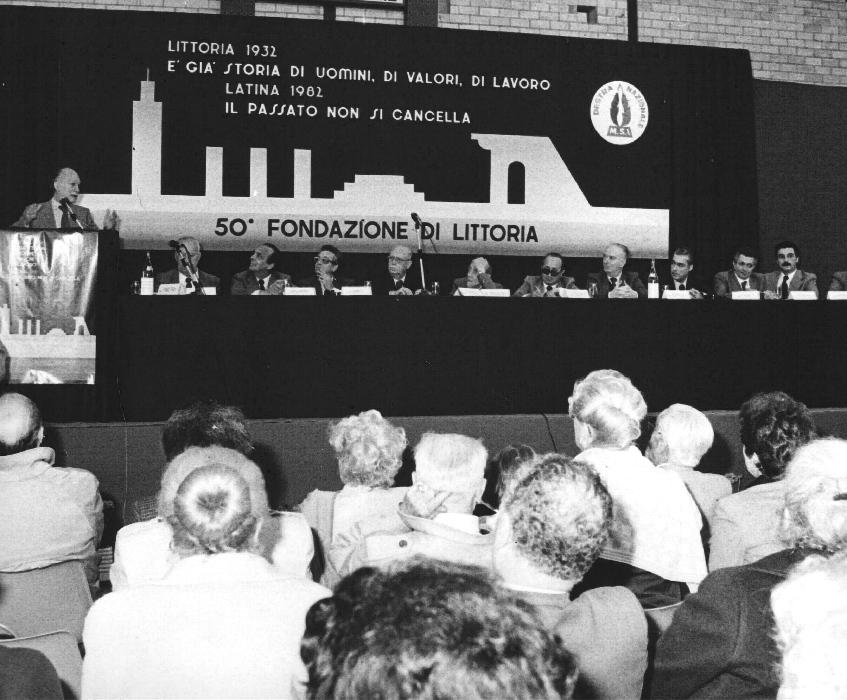 LITTORIA 1932
E' GIA' STORIA DI UOMINI, DI VALORI, DI LAVORO
LATINA 1982
IL PASSATO NON SI CANCELLA
DESTRA NAZIONALE
M.S.I
50° FONDAZIONE DI LITTORIA